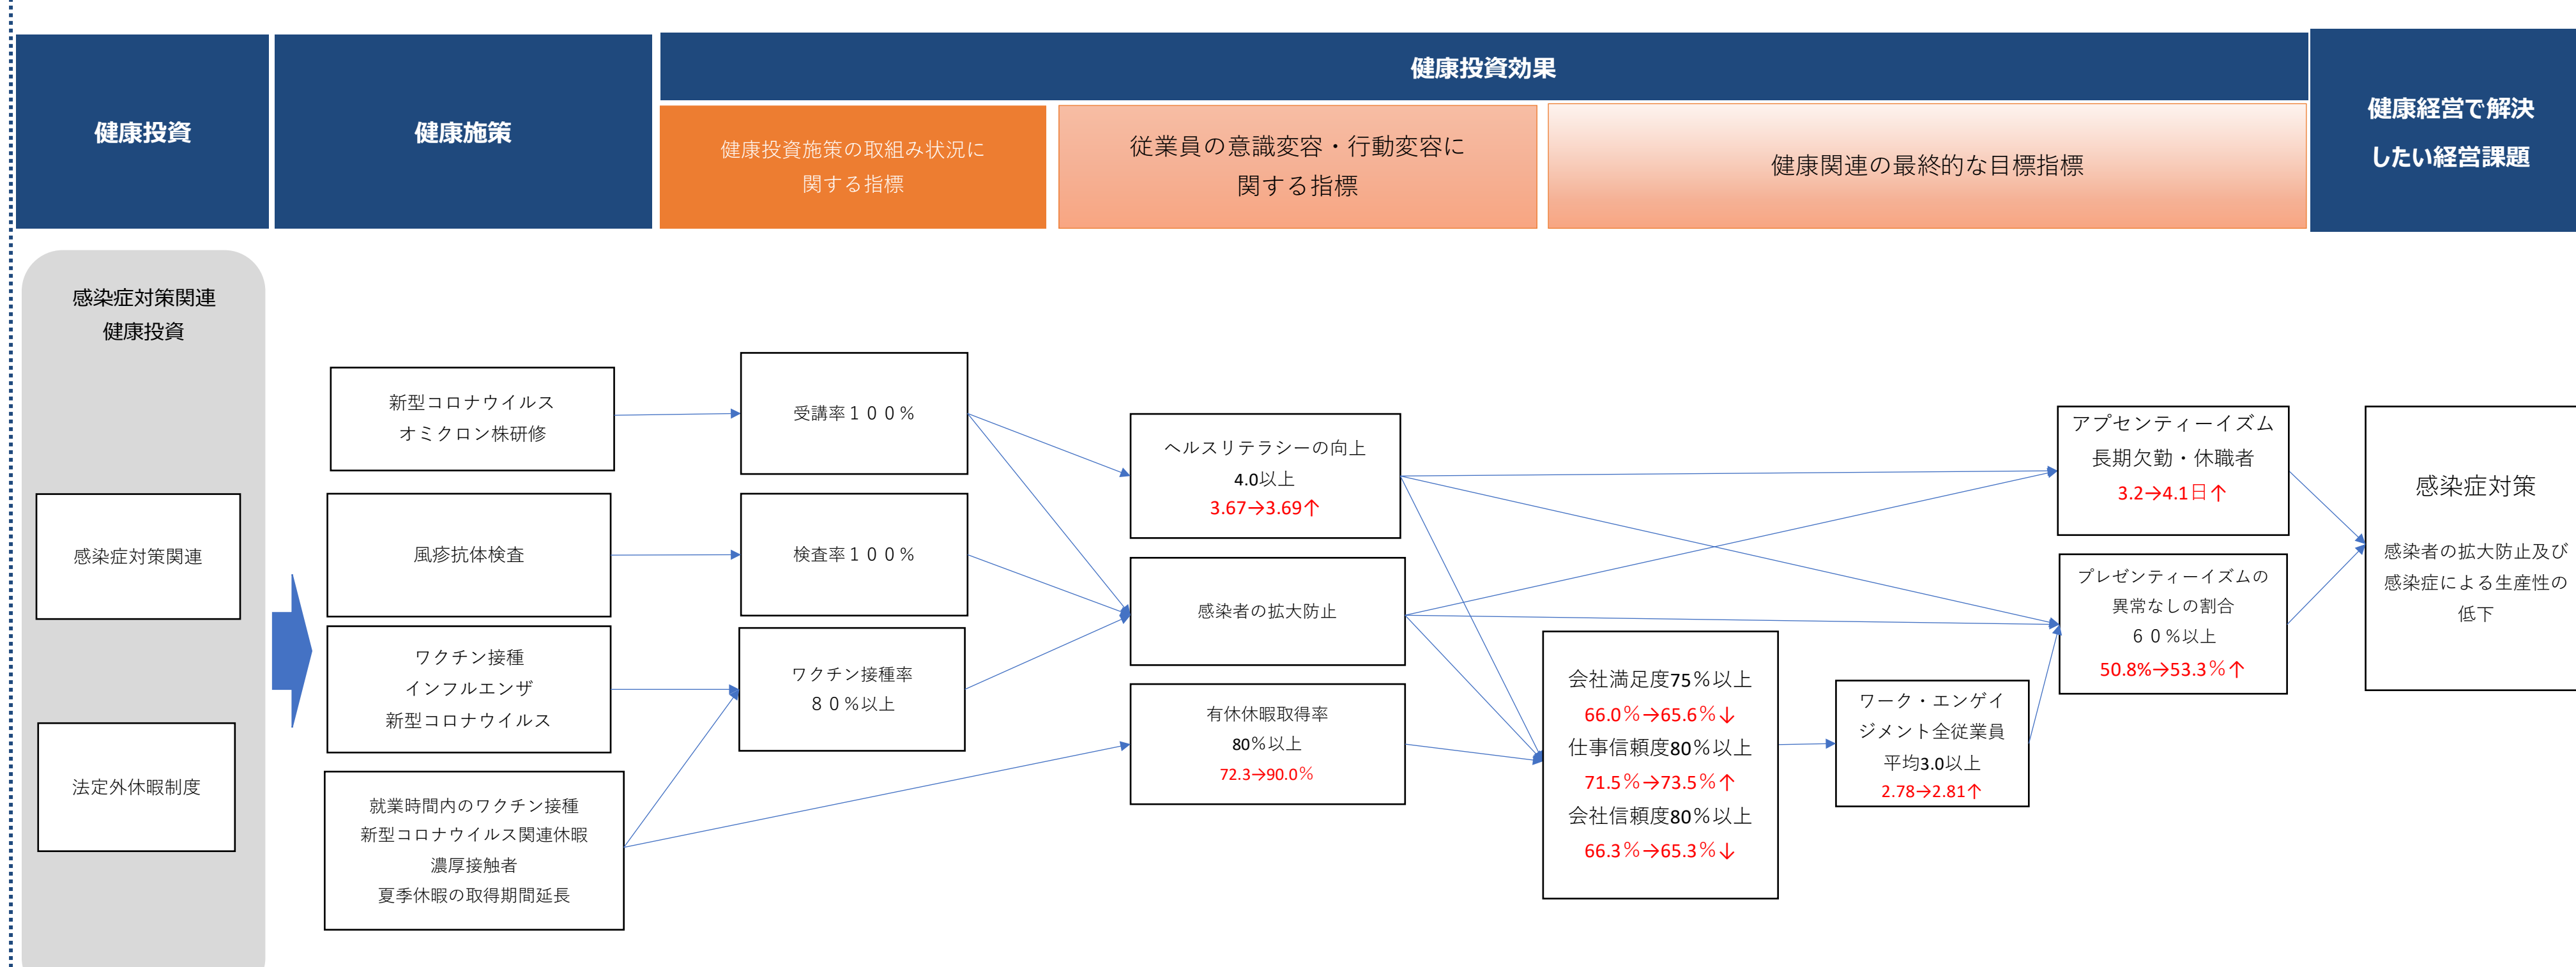 健康投資
健康施策
健康投資効果
健康投資施策の取組み状況に
関する指標
従業員の意識変容・行動変容に
関する指標
健康関連の最終的な目標指標
健康経営で解決
したい経営課題
感染症対策関連
健康投資
感染症対策関連
法定外休暇制度
新型コロナウイルス
オミクロン株研修
風疹抗体検査
ワクチン接種
インフルエンザ
新型コロナウイルス
就業時間内のワクチン接種
新型コロナウイルス関連休暇
濃厚接触者
夏季休暇の取得期間延長
受講率１００%
検査率１００%
ワクチン接種率
８０%以上
ヘルスリテラシーの向上
4.0以上
3.67→3.69↑
感染者の拡大防止
有休休暇取得率
80%以上
72.3→90.0%
会社満足度75%以上
66.0%→65.6%↓
仕事信頼度80%以上
71.5%→73.5%↑
会社信頼度80%以上
66.3%→65.3%↓
ワーク・エンゲイ
ジメント全従業員
平均3.0以上
2.78→2.81↑
アプセンティーイズム
長期欠勤・休職者
3.2→4.1日↑
プレゼンティーイズムの
異常なしの割合
６０%以上
50.8%→53.3%↑
感染症対策
感染者の拡大防止及び
感染症による生産性の
低下